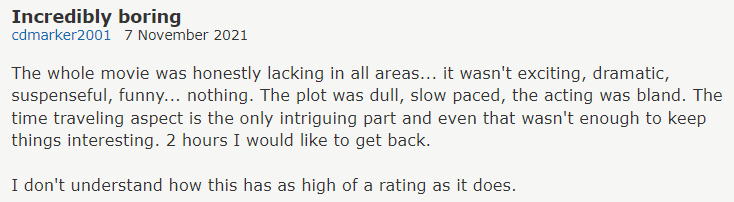 Incredibly boring
cdmarker2001 7 November 2021
The whole movie was honestly lacking in all areas... it wasn't exciting, dramatic,
suspenseful, funny... nothing. The plot was dull, slow paced, the acting was bland. The
time traveling aspect is the only intriguing part and even that wasn't enough to keep
things interesting. 2 hours I would like to get back.
I don't understand how this has as high of a rating as it does.